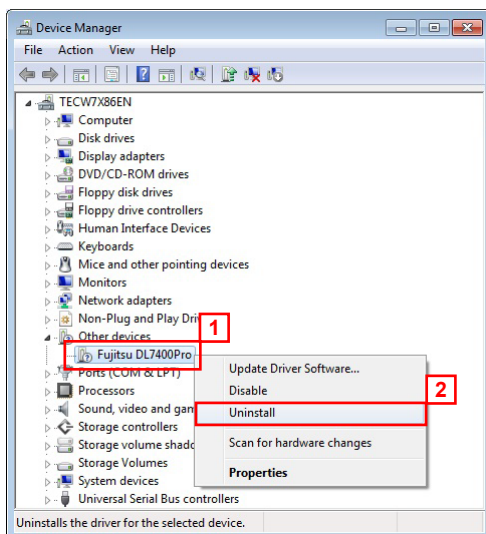 Device Manager
File Action View Help
TECW7X86EN
Computer
Disk drives
Display adapters
DVD/CD-ROM drives
Floppy disk drives
Floppy drive controllers
Human Interface Devices
Keyboards
Mice and other pointing devices
Monitors
Network adapters
Non-Plug and Play Dri
1
Other devices
Fujitsu DL7400Pro
Ports (COM & LPT)
Processors
Sound, video and gam
Storage controllers
Storage volume shado
Storage Volumes
System devices
Universal Serial Bus controllers
Update Driver Software...
Disable
2
Uninstall
Scan for hardware changes
Properties
Uninstalls the driver for the selected device.